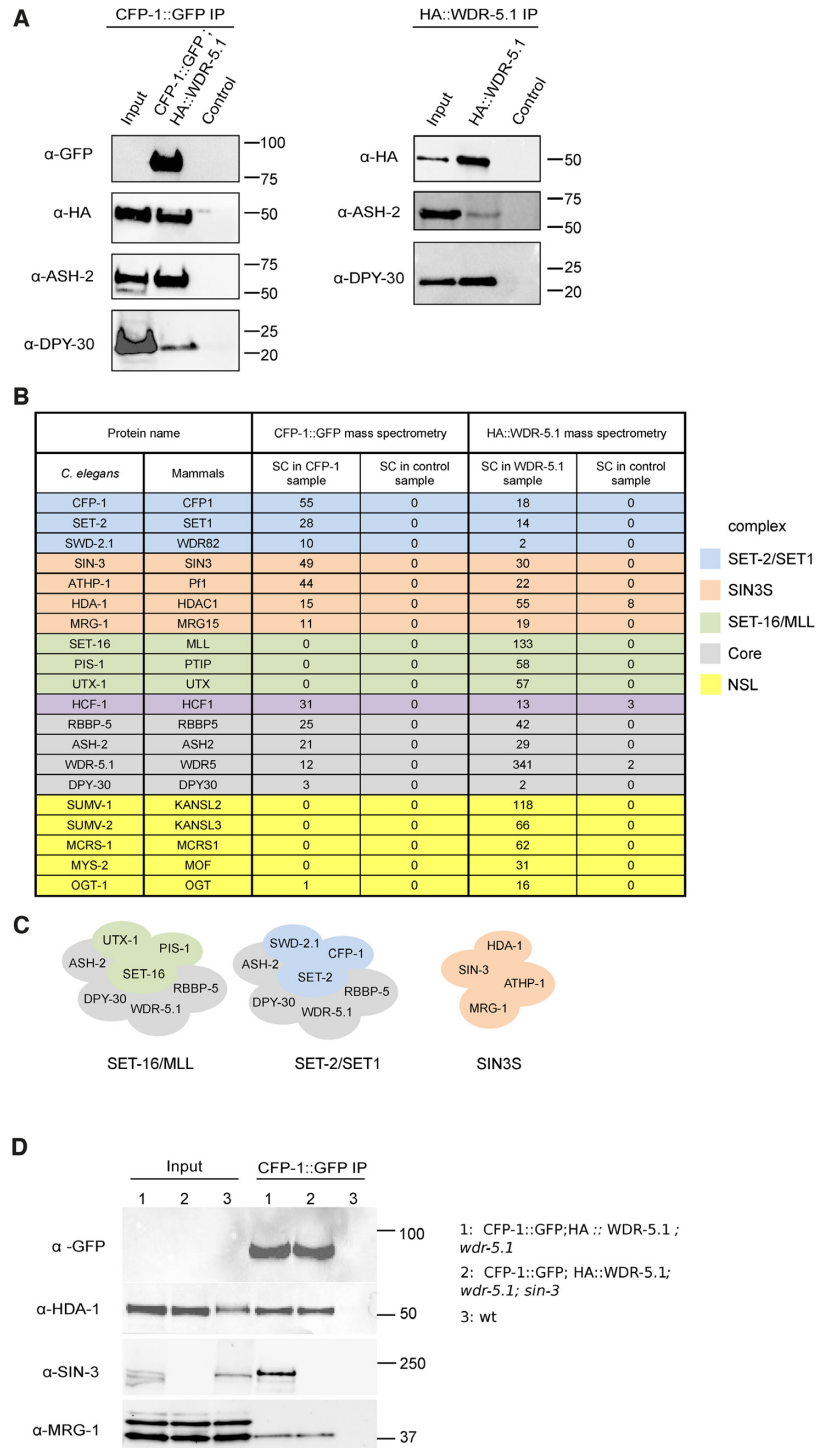 A
CFP-1::GFP IP
HA::WDR-5.1 IP
Input
CFP-1::GFP ;
HA::WDR-5.1
Control
Input
HA::WDR-5.1
Control
α-GFP
100
75
α-HA
50
α-ASH-2
75
50
α-DPY-30
25
20
α-HA
50
α-ASH-2
75
50
α-DPY-30
25
20
B
Protein name CFP-1::GFP mass spectrometry HA::WDR-5.1 mass spectrometry
C. elegans Mammals SC in CFP-1 sample SC in control sample SC in WDR-5.1 sample SC in control sample
CFP-1 CFP1 55 0 18 0
SET-2 SET1 28 0 14 0
SWD-2.1 WDR82 10 0 2 0
SIN-3 SIN3 49 0 30 0
ATHP-1 Pf1 44 0 22 0
HDA-1 HDAC1 15 0 55 8
MRG-1 MRG15 11 0 19 0
SET-16 MLL 0 0 133 0
PIS-1 PTIP 0 0 58 0
UTX-1 UTX 0 0 57 0
HCF-1 HCF1 31 0 13 3
RBBP-5 RBBP5 25 0 42 0
ASH-2 ASH2 21 0 29 0
WDR-5.1 WDR5 12 0 341 2
DPY-30 DPY30 3 0 2 0
SUMV-1 KANSL2 0 0 118 0
SUMV-2 KANSL3 0 0 66 0
MCRS-1 MCRS1 0 0 62 0
MYS-2 MOF 0 0 31 0
OGT-1 OGT 1 0 16 0
complex
SET-2/SET1
SIN3S
SET-16/MLL
Core
NSL
C
UTX-1
PIS-1
ASH-2
SET-16
RBBP-5
DPY-30
WDR-5.1
SET-16/MLL
SWD-2.1
CFP-1
ASH-2
SET-2
RBBP-5
DPY-30
WDR-5.1
SET-2/SET1
HDA-1
SIN-3
ATHP-1
MRG-1
SIN3S
D
Input CFP-1::GFP IP
1 2 3 1 2 3
α -GFP
100
α-HDA-1
50
α-SIN-3
250
α-MRG-1
37
1: CFP-1::GFP;HA :: WDR-5.1 ;
wdr-5.1
2: CFP-1::GFP; HA::WDR-5.1;
wdr-5.1; sin-3
3: wt